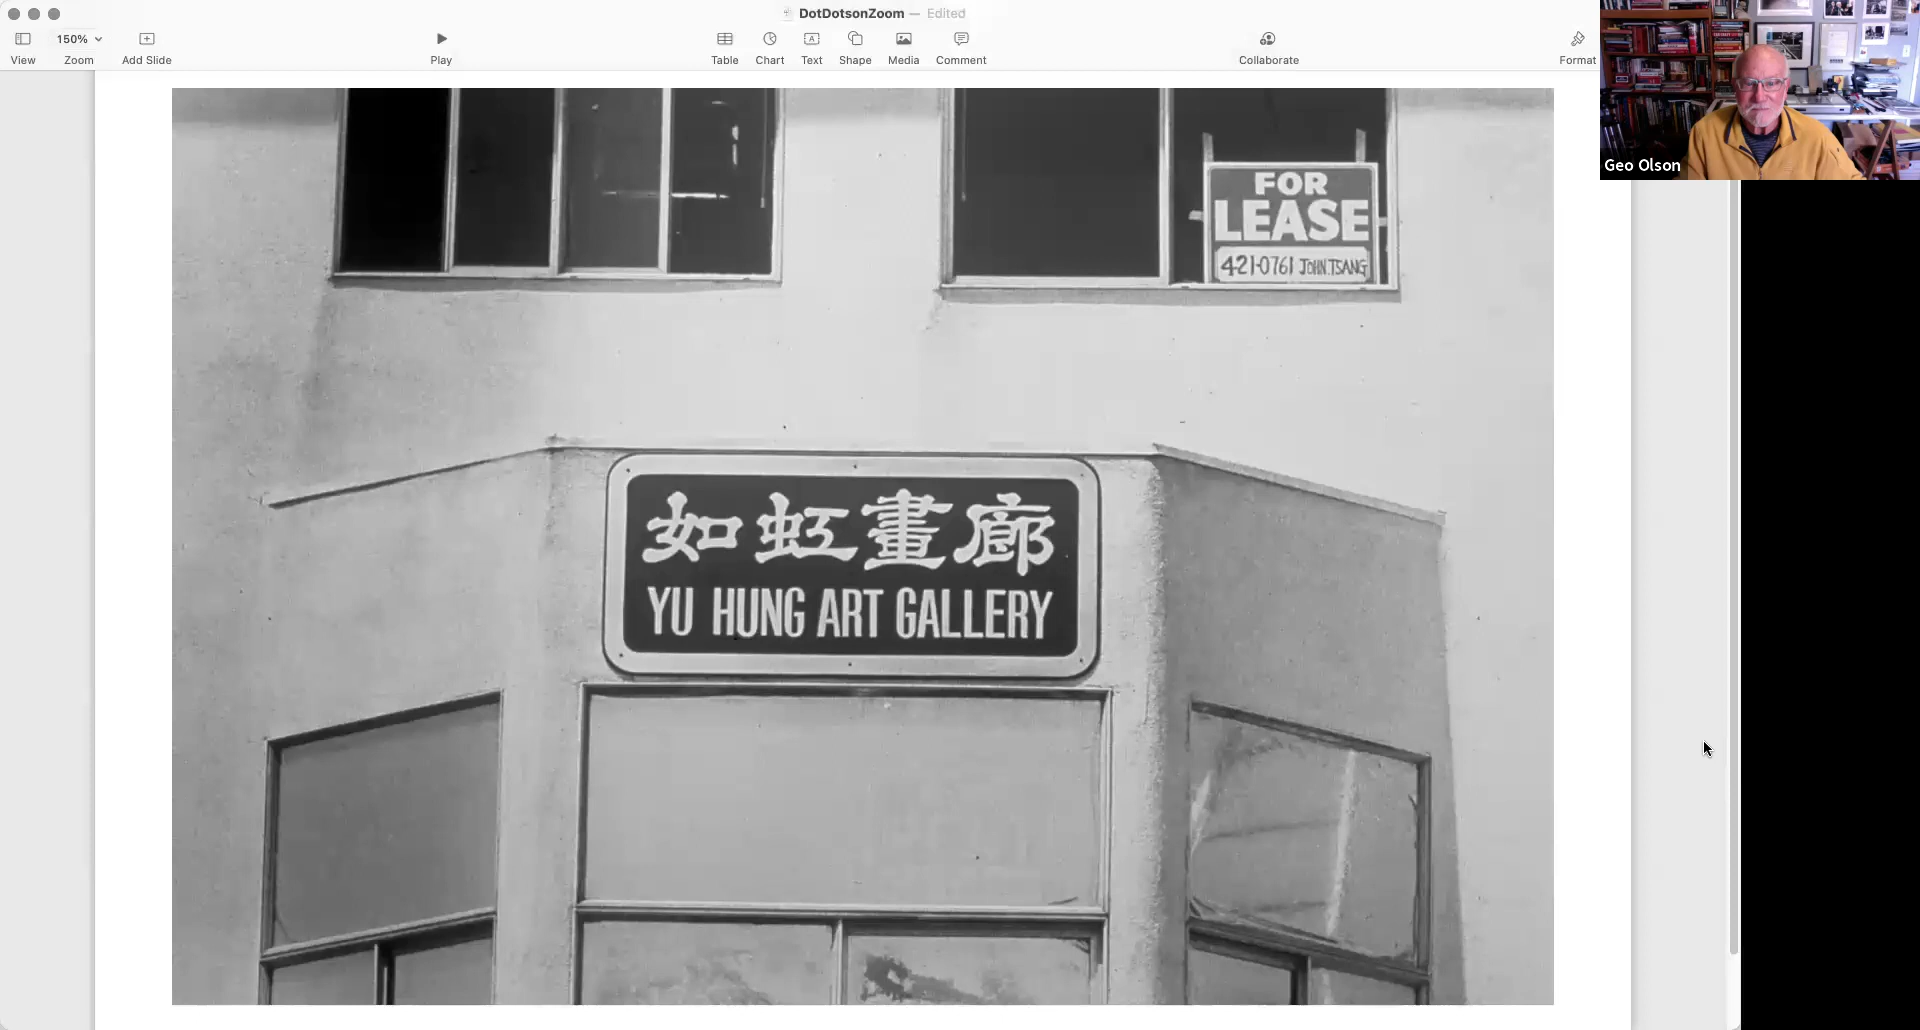 DotDotsonZoom — Edited
150%
View
Zoom
Add Slide
Play
Table
Chart
Text
Shape
Media
Comment
Collaborate
Format
Geo Olson
FOR
LEASE
421-0761 JOHN.TSANG
如虹畫廊
YU HUNG ART GALLERY